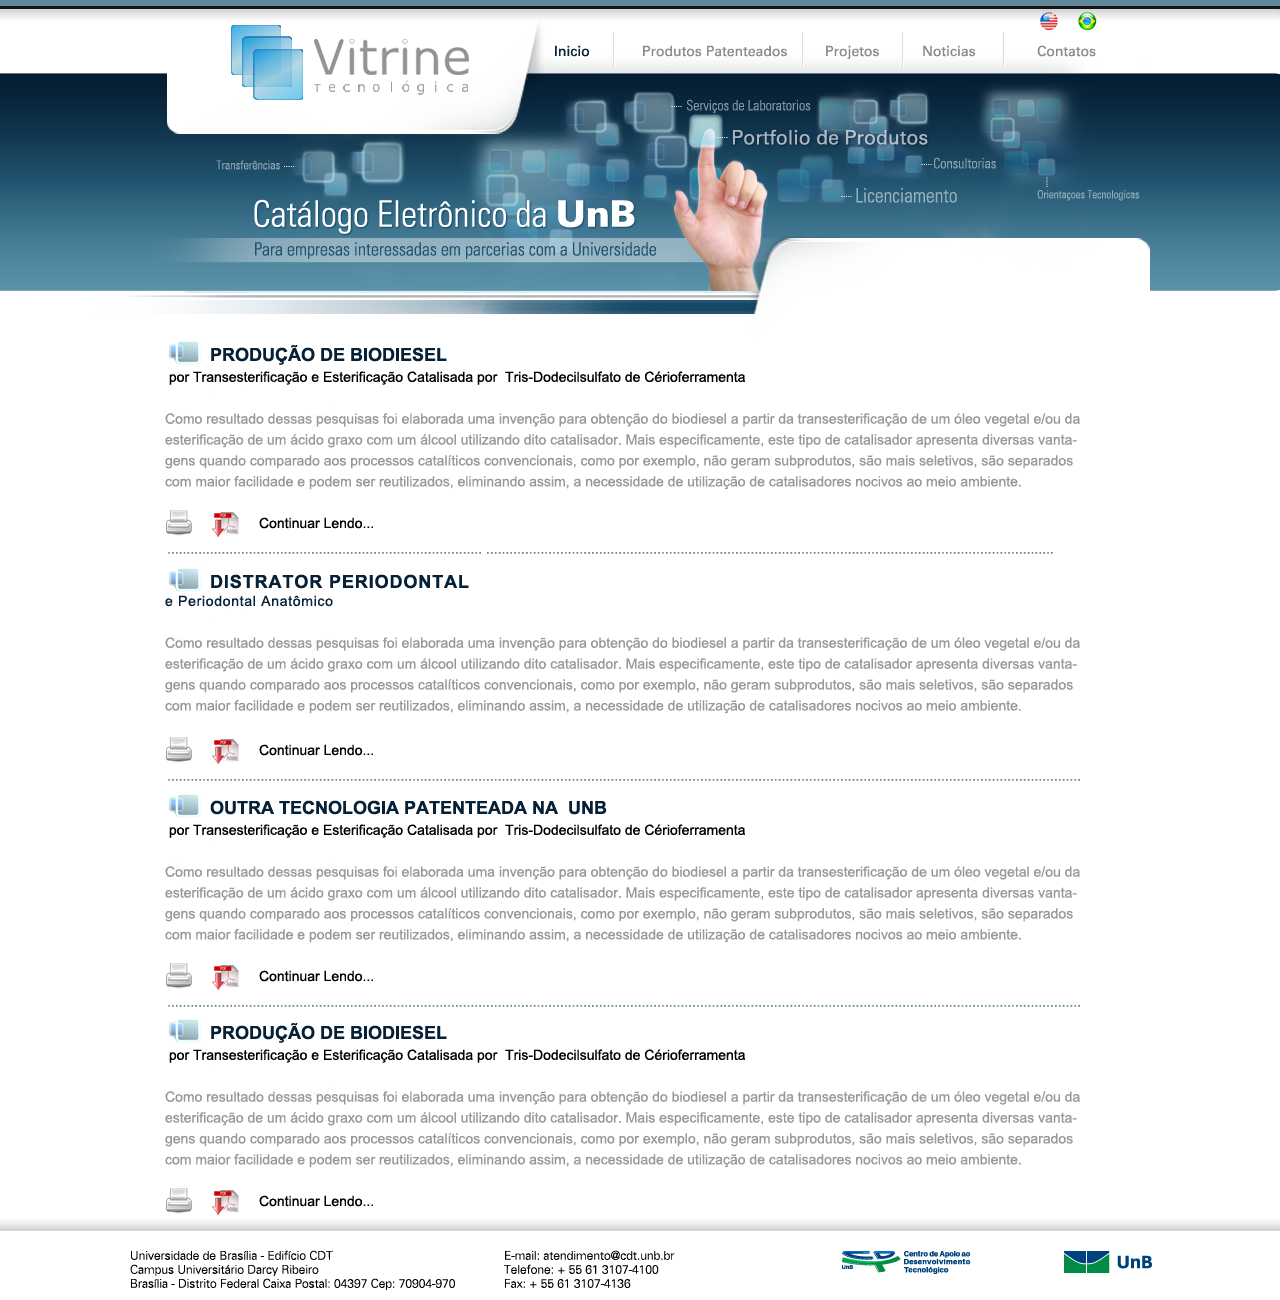 Vitrine
Tecnológica
Inicio
Produtos Patenteados
Projetos
Noticias
Contatos
Serviços de Laboratorios
Portfolio de Produtos
Transferências
Consultorias
Licenciamento
Orientaçoes Tecnologicas
Catálogo Eletrônico da UnB
Para empresas interessadas em parcerias com a Universidade
PRODUÇÃO DE BIODIESEL
por Transesterificação e Esterificação Catalisada por Tris-Dodecilsulfato de Cérioferramenta
Como resultado dessas pesquisas foi elaborada uma invenção para obtenção do biodiesel a partir da transesterificação de um óleo vegetal e/ou da
esterificação de um ácido graxo com um álcool utilizando dito catalisador. Mais especificamente, este tipo de catalisador apresenta diversas vanta-
gens quando comparado aos processos catalíticos convencionais, como por exemplo, não geram subprodutos, são mais seletivos, são separados
com maior facilidade e podem ser reutilizados, eliminando assim, a necessidade de utilização de catalisadores nocivos ao meio ambiente.
PDF
Continuar Lendo...
DISTRATOR PERIODONTAL
e Periodontal Anatômico
Como resultado dessas pesquisas foi elaborada uma invenção para obtenção do biodiesel a partir da transesterificação de um óleo vegetal e/ou da
esterificação de um ácido graxo com um álcool utilizando dito catalisador. Mais especificamente, este tipo de catalisador apresenta diversas vanta-
gens quando comparado aos processos catalíticos convencionais, como por exemplo, não geram subprodutos, são mais seletivos, são separados
com maior facilidade e podem ser reutilizados, eliminando assim, a necessidade de utilização de catalisadores nocivos ao meio ambiente.
PDF
Continuar Lendo...
OUTRA TECNOLOGIA PATENTEADA NA UNB
por Transesterificação e Esterificação Catalisada por Tris-Dodecilsulfato de Cérioferramenta
Como resultado dessas pesquisas foi elaborada uma invenção para obtenção do biodiesel a partir da transesterificação de um óleo vegetal e/ou da
esterificação de um ácido graxo com um álcool utilizando dito catalisador. Mais especificamente, este tipo de catalisador apresenta diversas vanta-
gens quando comparado aos processos catalíticos convencionais, como por exemplo, não geram subprodutos, são mais seletivos, são separados
com maior facilidade e podem ser reutilizados, eliminando assim, a necessidade de utilização de catalisadores nocivos ao meio ambiente.
PDF
Continuar Lendo...
PRODUÇÃO DE BIODIESEL
por Transesterificação e Esterificação Catalisada por Tris-Dodecilsulfato de Cérioferramenta
Como resultado dessas pesquisas foi elaborada uma invenção para obtenção do biodiesel a partir da transesterificação de um óleo vegetal e/ou da
esterificação de um ácido graxo com um álcool utilizando dito catalisador. Mais especificamente, este tipo de catalisador apresenta diversas vanta-
gens quando comparado aos processos catalíticos convencionais, como por exemplo, não geram subprodutos, são mais seletivos, são separados
com maior facilidade e podem ser reutilizados, eliminando assim, a necessidade de utilização de catalisadores nocivos ao meio ambiente.
PDF
Continuar Lendo...
Universidade de Brasília - Edifício CDT
Campus Universitário Darcy Ribeiro
Brasília - Distrito Federal Caixa Postal: 04397 Cep: 70904-970
E-mail: atendimento@cdt.unb.br
Telefone: + 55 61 3107-4100
Fax: + 55 61 3107-4136
UnB
Centro de Apoio ao
Desenvolvimento
Tecnológico
UnB